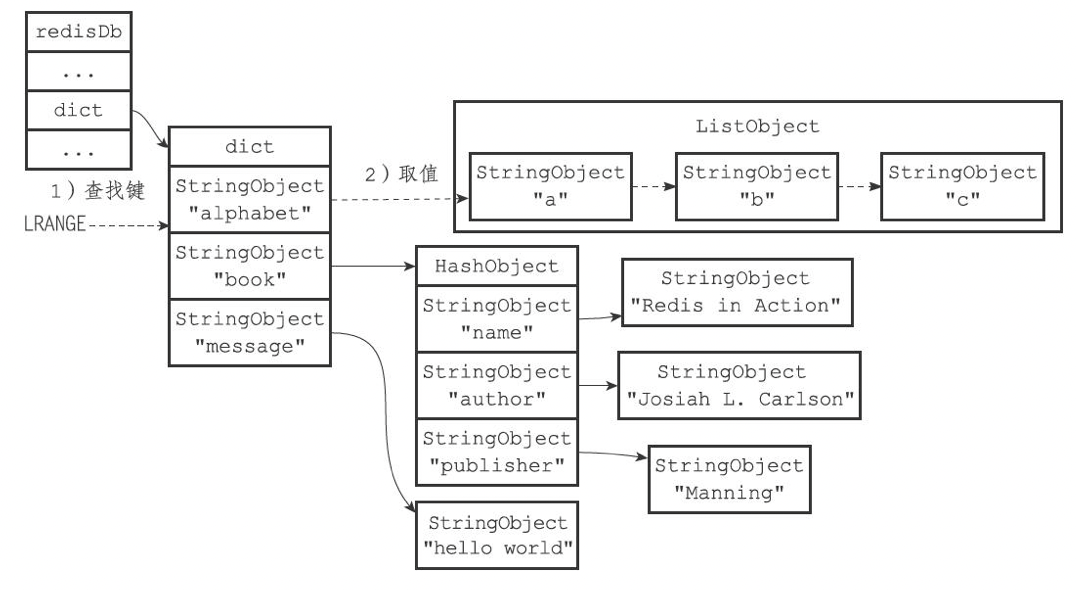 redisDb
...
dict
...
1）查找键
LRANGE
dict
StringObject
"alphabet"
StringObject
"book"
StringObject
"message"
2）取值
ListObject
StringObject
"a"
StringObject
"b"
StringObject
"c"
HashObject
StringObject
"name"
StringObject
"author"
StringObject
"publisher"
StringObject
"Redis in Action"
StringObject
"Josiah L. Carlson"
StringObject
"Manning"
StringObject
"hello world"